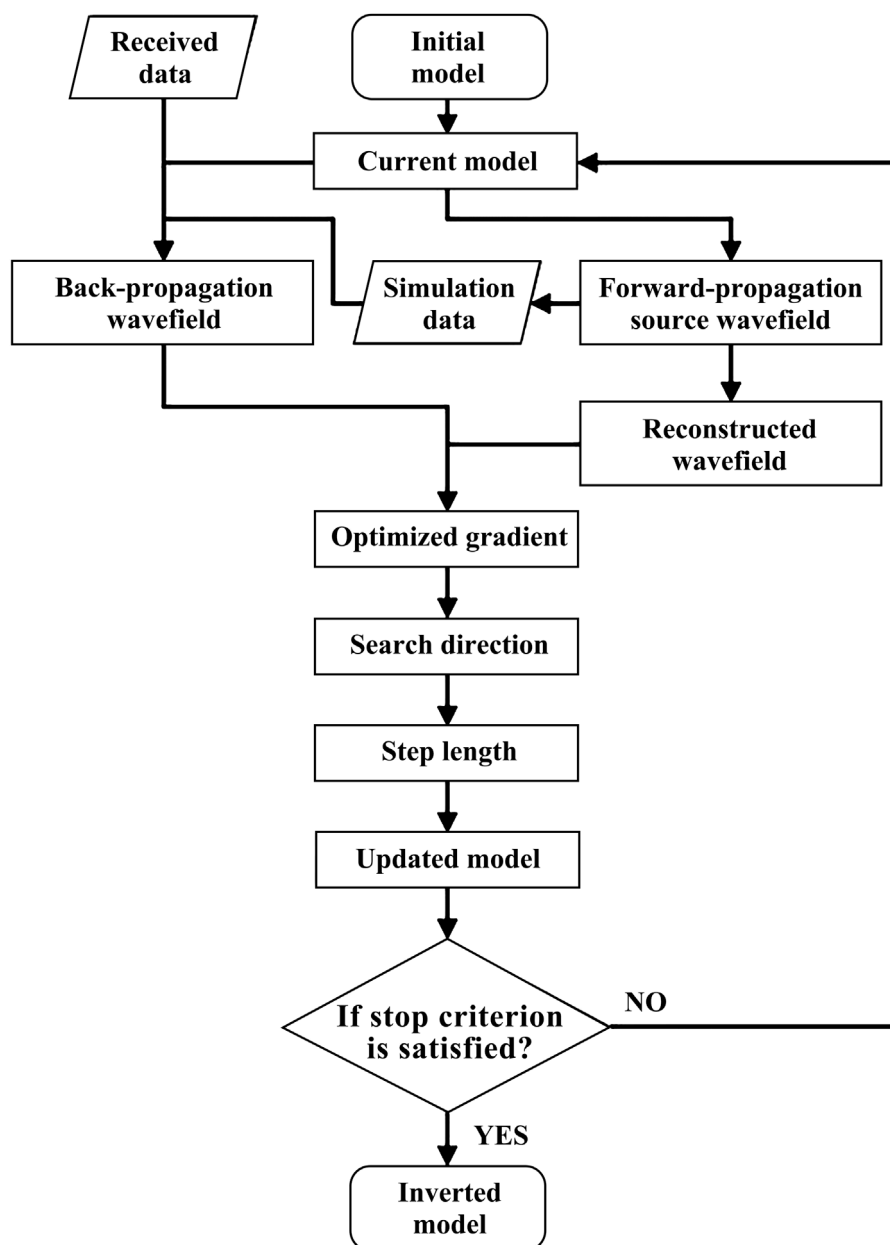 Received
data
Initial
model
Current model
Back-propagation
wavefield
Simulation
data
Forward-propagation
source wavefield
Reconstructed
wavefield
Optimized gradient
Search direction
Step length
Updated model
If stop criterion
is satisfied?
NO
YES
Inverted
model